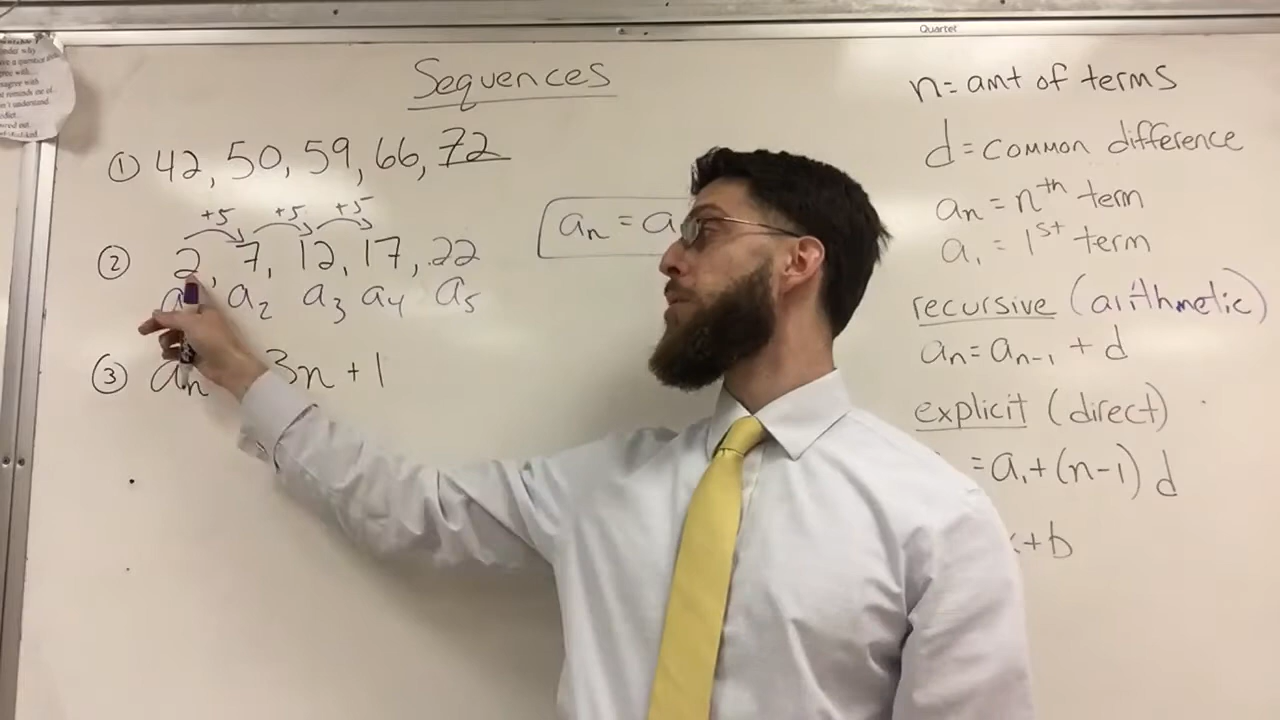 Quartet
Sequences
① 42, 50, 59, 66, 72
+5 +5 +5
② 2, 7, 12, 17, 22
a a₂ a₃ a₄ a₅
③ aₙ 3n + 1
aₙ = a
n = amt of terms
d = common difference
aₙ = nᵗʰ term
a₁ = 1ˢᵗ term
recursive (arithmetic)
aₙ = aₙ₋₁ + d
explicit (direct)
= a₁ + (n-1) d
+ b